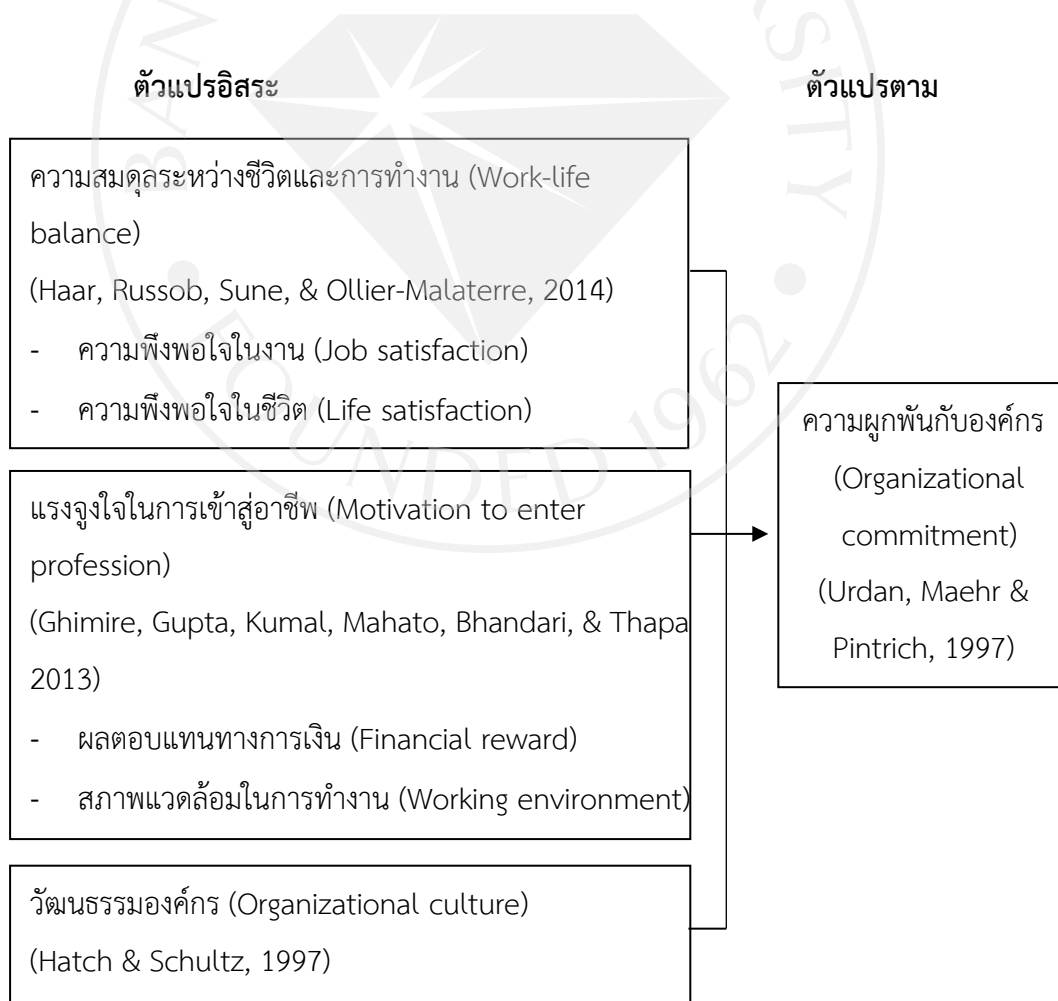 ตัวแปรอิสระ
ตัวแปรตาม
ความสมดุลระหว่างชีวิตและการทำงาน (Work-life
balance)
(Haar, Russob, Sune, & Ollier-Malaterre, 2014)
- ความพึงพอใจในงาน (Job satisfaction)
- ความพึงพอใจในชีวิต (Life satisfaction)
แรงจูงใจในการเข้าสู่อาชีพ (Motivation to enter
profession)
(Ghimire, Gupta, Kumal, Mahato, Bhandari, & Thapa
2013)
- ผลตอบแทนทางการเงิน (Financial reward)
- สภาพแวดล้อมในการทำงาน (Working environment)
วัฒนธรรมองค์กร (Organizational culture)
(Hatch & Schultz, 1997)
ความผูกพันกับองค์กร
(Organizational
commitment)
(Urdan, Maehr &
Pintrich, 1997)
FOUNDED 1962